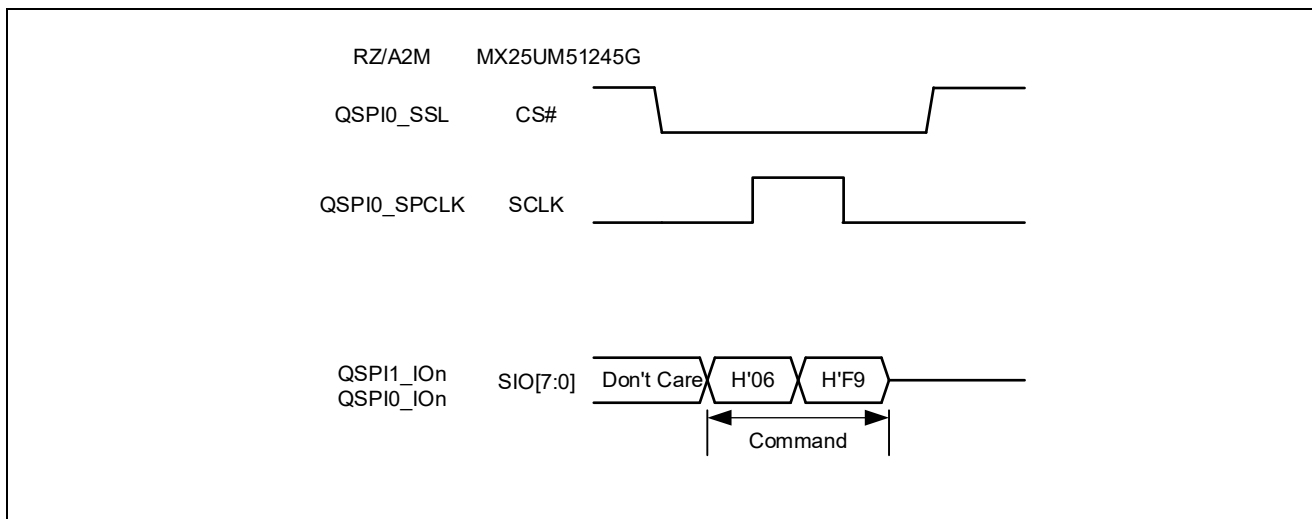 RZ/A2M MX25UM51245G
QSPI0_SSL CS#
QSPI0_SPCLK SCLK
QSPI1_IOn
QSPI0_IOn
SIO[7:0] Don't Care H'06 H'F9
Command